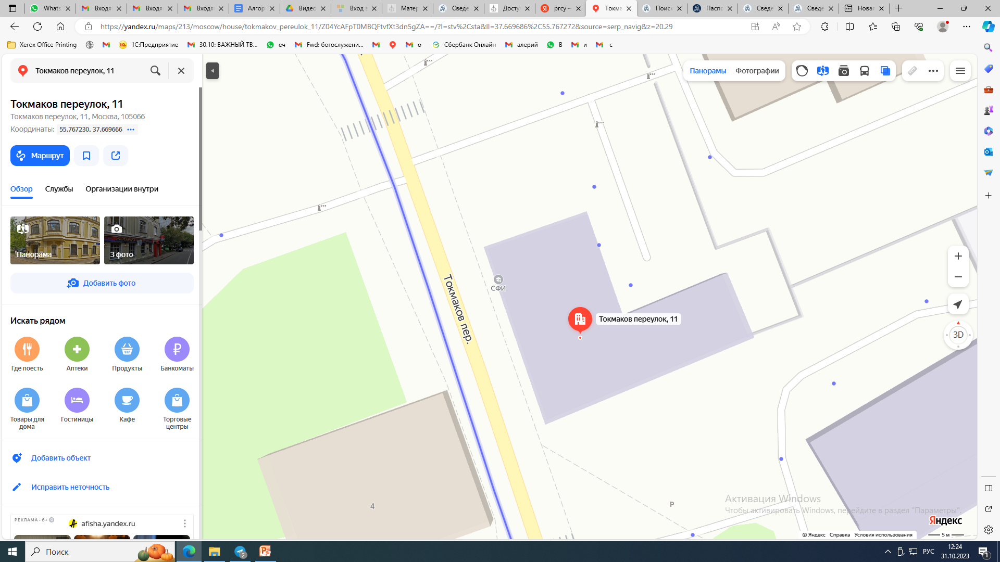 Whats
Входя
Входя
Входя
Алгор
Видео
Вход в
Матер
Сведе
Досту
prcy —
Токма
Поиск
Паспо
Сведе
Сведе
Новая
https://yandex.ru/maps/213/moscow/house/tokmakov_pereulok_11/Z04YcAFpT0MBQFtvfXt3dn5gZA==/?l=stv%2Csta&ll=37.669686%2C55.767272&source=serp_navig&z=20.29
Xerox Office Printing
1С:Предприятие
30.10: ВАЖНЫЙ ТВ...
еч
Fwd: богослужени...
о
Сбербанк Онлайн
алерий
В
и
с
Токмаков переулок, 11
Панорамы
Фотографии
Токмаков переулок, 11
Токмаков переулок, 11, Москва, 105066
Координаты: 55.767230, 37.669666
Маршрут
Обзор
Службы
Организации внутри
Панорама
3 фото
Добавить фото
Искать рядом
Где поесть
Аптеки
Продукты
Банкоматы
Товары для
дома
Гостиницы
Кафе
Торговые
центры
Добавить объект
Исправить неточность
РЕКЛАМА • 6+
afisha.yandex.ru
СФИ
Токмаков пер.
Токмаков переулок, 11
4
P
3D
Активация Windows
Чтобы активировать Windows, перейдите в раздел "Параметры".
Яндекс
© Яндекс Справка Условия использования
5 м
Поиск
2
РУС
12:24
31.10.2023
1